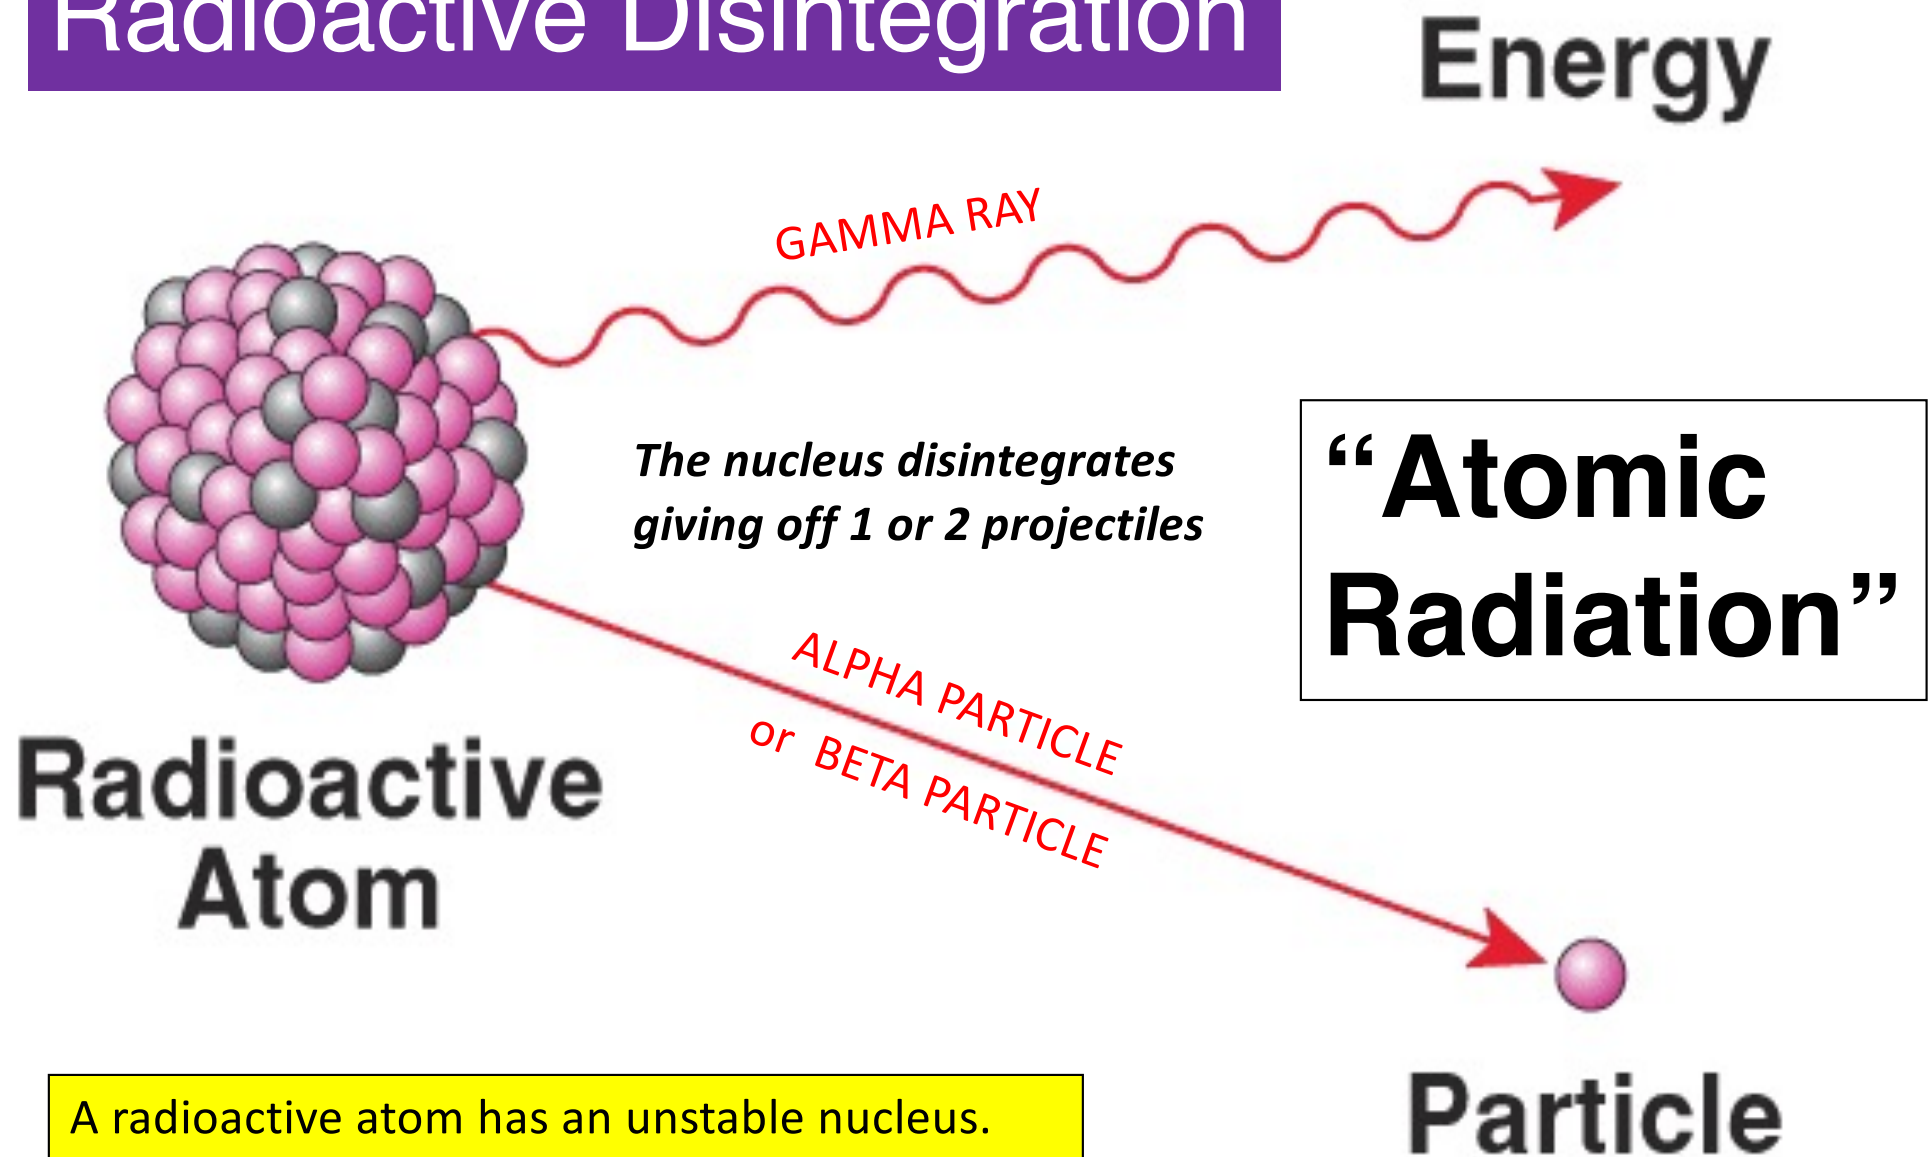 Radioactive Disintegration
Energy
GAMMA RAY
The nucleus disintegrates
giving off 1 or 2 projectiles
“Atomic
Radiation”
ALPHA PARTICLE
or BETA PARTICLE
Radioactive
Atom
A radioactive atom has an unstable nucleus.
Particle